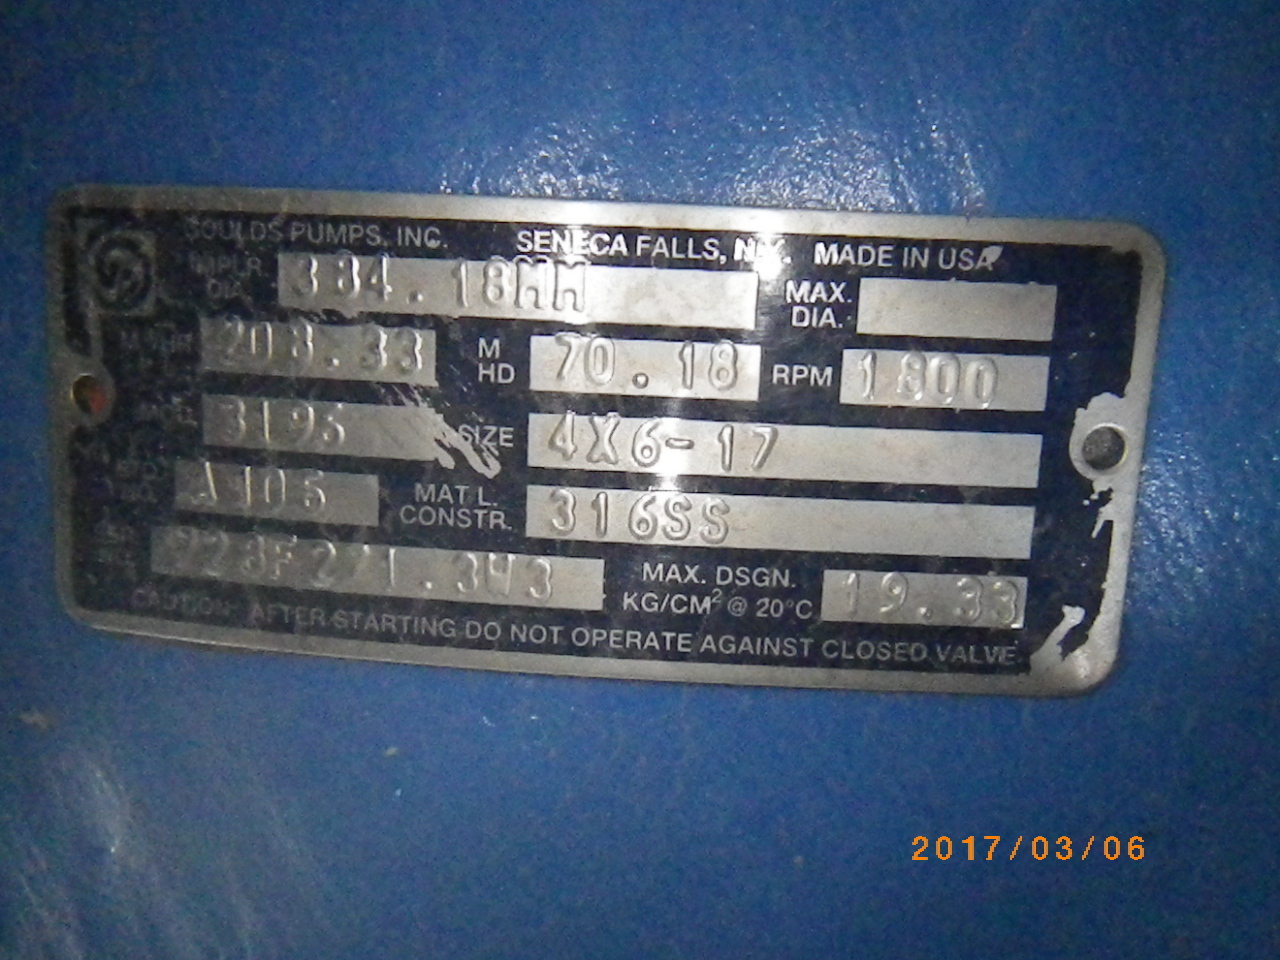 GOULDS PUMPS, INC. SENECA FALLS, N.Y. MADE IN USA
IMPLR. DIA. 384.18MM MAX. DIA.
208.33 M HD 70.18 RPM 1800
MOD. 3196 SIZE 4X6-17
MAT'L. CONSTR. 316SS
MAX. DSGN. KG/CM² @ 20°C 19.33
CAUTION: AFTER STARTING DO NOT OPERATE AGAINST CLOSED VALVE
2017/03/06